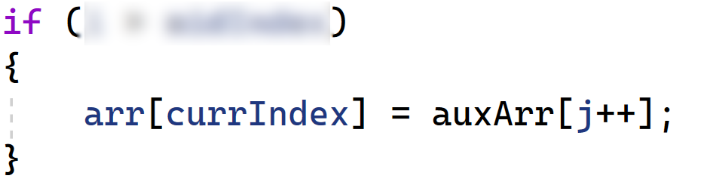 if (            )
{
    arr[currIndex] = auxArr[j++];
}